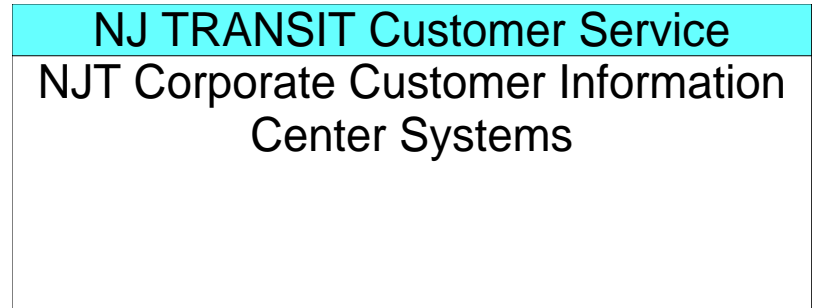 NJ TRANSIT Customer Service
NJT Corporate Customer Information
Center Systems